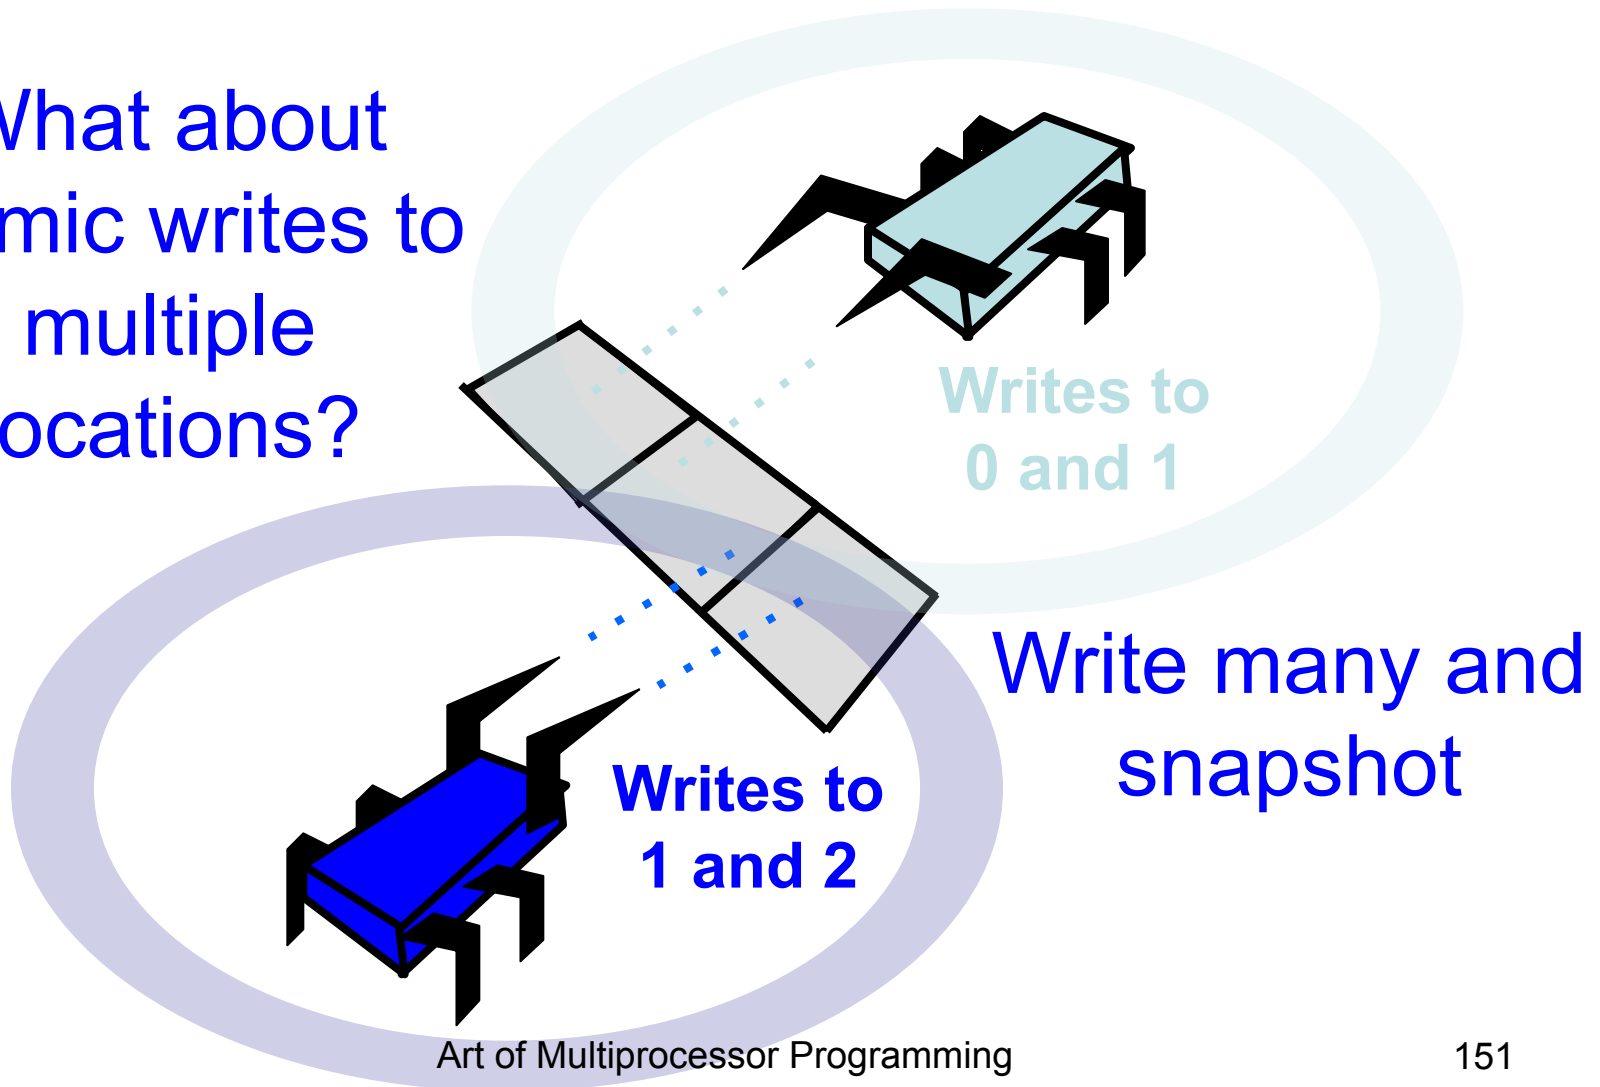 What about
mic writes to
multiple
ocations?
Writes to
0 and 1
Write many and
snapshot
Writes to
1 and 2
Art of Multiprocessor Programming
151